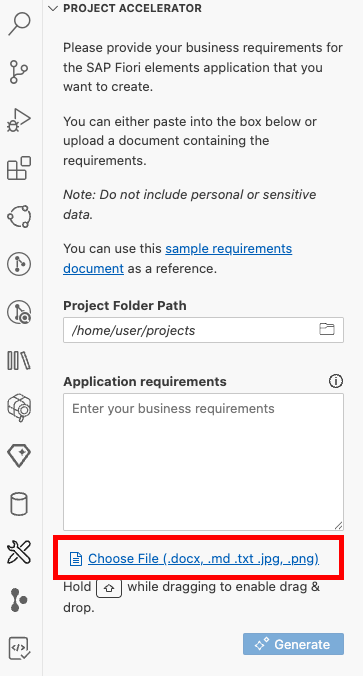 PROJECT ACCELERATOR
Please provide your business requirements for
the SAP Fiori elements application that you
want to create.
You can either paste into the box below or
upload a document containing the
requirements.
Note: Do not include personal or sensitive
data.
You can use this sample requirements
document as a reference.
Project Folder Path
/home/user/projects
Application requirements
Enter your business requirements
Choose File (.docx, .md .txt .jpg, .png)
Hold while dragging to enable drag &
drop.
Generate